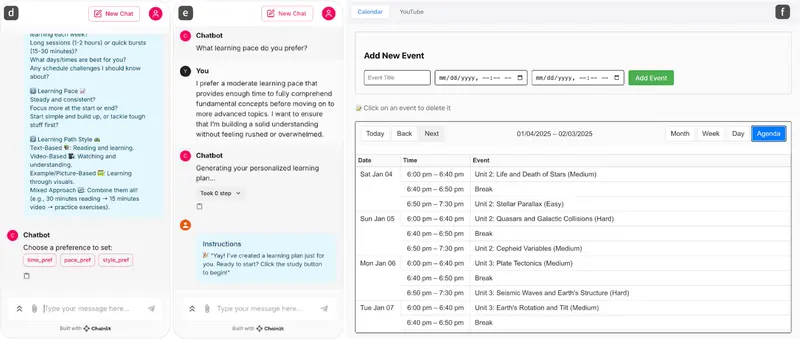 d
New Chat
learning each week?
Long sessions (1-2 hours) or quick bursts
(15-30 minutes)?
What days/times are best for you?
Any schedule challenges I should know
about?
Learning Pace
Steady and consistent?
Focus more at the start or end?
Start simple and build up, or tackle tough
stuff first?
Learning Path Style
Text-Based : Reading and learning.
Video-Based : Watching and
understanding.
Example/Picture-Based : Learning
through visuals.
Mixed Approach : Combine them all!
(e.g., 30 minutes reading → 15 minutes
video → practice exercises).
C Chatbot
Choose a preference to set:
time_pref pace_pref style_pref
Type your message here...
Built with Chainlit
e
New Chat
C Chatbot
What learning pace do you prefer?
Y You
I prefer a moderate learning pace that
provides enough time to fully comprehend
fundamental concepts before moving on to
more advanced topics. I want to ensure
that I'm building a solid understanding
without feeling rushed or overwhelmed.
C Chatbot
Generating your personalized learning
plan...
Took 0 step
Instructions
"Yay! I've created a learning plan just for
you. Ready to start? Click the study button
to begin!"
Type your message here...
Built with Chainlit
Calendar YouTube f
Add New Event
Event Title mm/dd/yyyy, --:-- -- mm/dd/yyyy, --:-- -- Add Event
Click on an event to delete it
Today Back Next 01/04/2025 – 02/03/2025 Month Week Day Agenda
Date Time Event
Sat Jan 04 6:00 pm – 6:40 pm Unit 2: Life and Death of Stars (Medium)
6:40 pm – 6:50 pm Break
6:50 pm – 7:30 pm Unit 2: Stellar Parallax (Easy)
Sun Jan 05 6:00 pm – 6:40 pm Unit 2: Quasars and Galactic Collisions (Hard)
6:40 pm – 6:50 pm Break
6:50 pm – 7:30 pm Unit 2: Cepheid Variables (Medium)
Mon Jan 06 6:00 pm – 6:40 pm Unit 3: Plate Tectonics (Medium)
6:40 pm – 6:50 pm Break
6:50 pm – 7:30 pm Unit 3: Seismic Waves and Earth's Structure (Hard)
Tue Jan 07 6:00 pm – 6:40 pm Unit 3: Earth's Rotation and Tilt (Medium)
6:40 pm – 6:50 pm Break